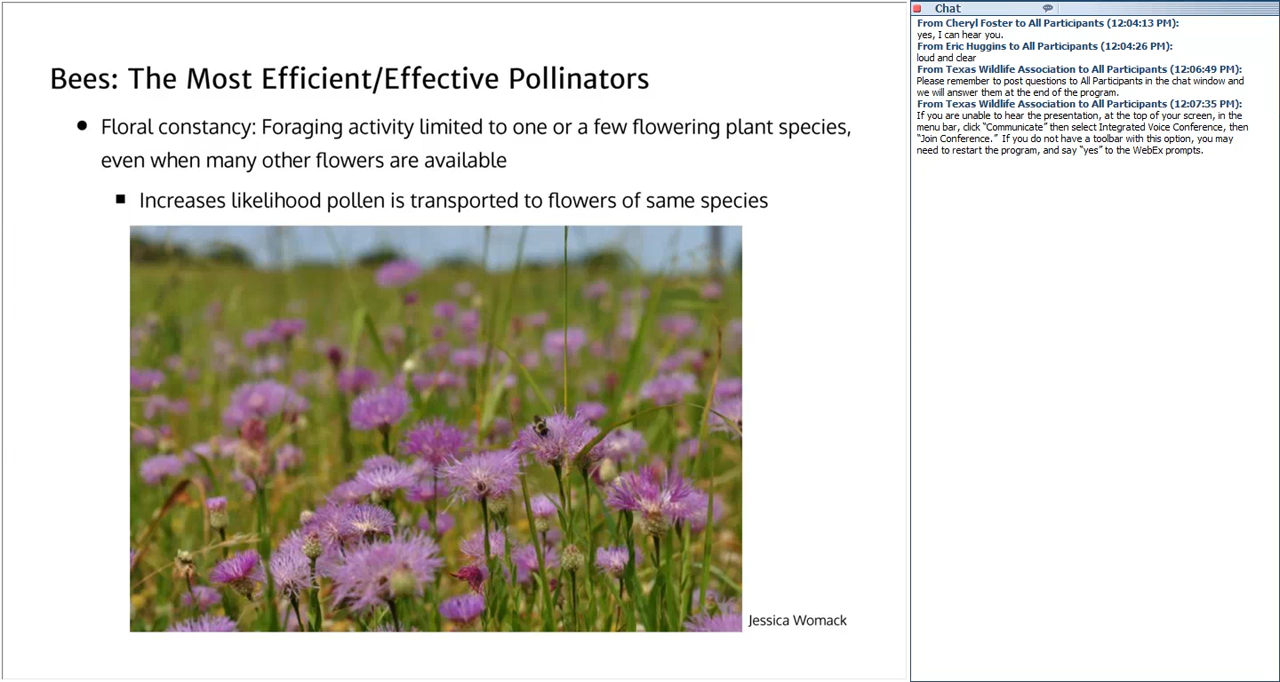 Bees: The Most Efficient/Effective Pollinators
Floral constancy: Foraging activity limited to one or a few flowering plant species,
even when many other flowers are available
Increases likelihood pollen is transported to flowers of same species
Jessica Womack
Chat
From Cheryl Foster to All Participants (12:04:13 PM):
yes, I can hear you.
From Eric Huggins to All Participants (12:04:26 PM):
loud and clear
From Texas Wildlife Association to All Participants (12:06:49 PM):
Please remember to post questions to All Participants in the chat window and
we will answer them at the end of the program.
From Texas Wildlife Association to All Participants (12:07:35 PM):
If you are unable to hear the presentation, at the top of your screen, in the
menu bar, click “Communicate” then select Integrated Voice Conference, then
“Join Conference.”  If you do not have a toolbar with this option, you may
need to restart the program, and say “yes” to the WebEx prompts.